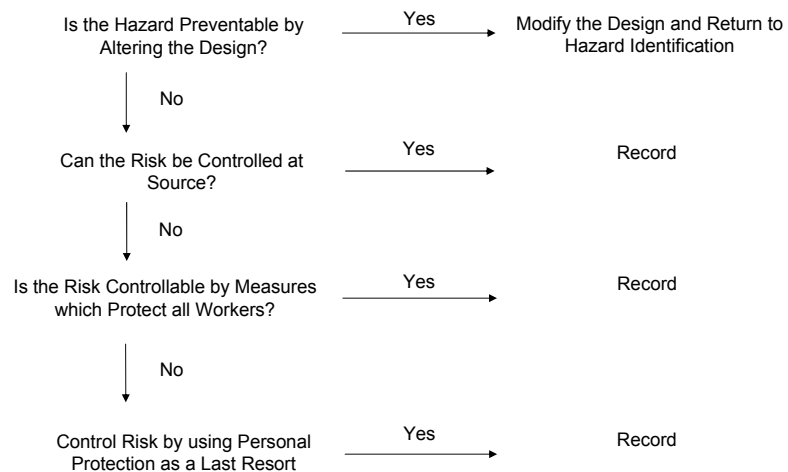 Is the Hazard Preventable by
Altering the Design?
Yes
Modify the Design and Return to
Hazard Identification
No
Can the Risk be Controlled at
Source?
Yes
Record
No
Is the Risk Controllable by Measures
which Protect all Workers?
Yes
Record
No
Control Risk by using Personal
Protection as a Last Resort
Yes
Record